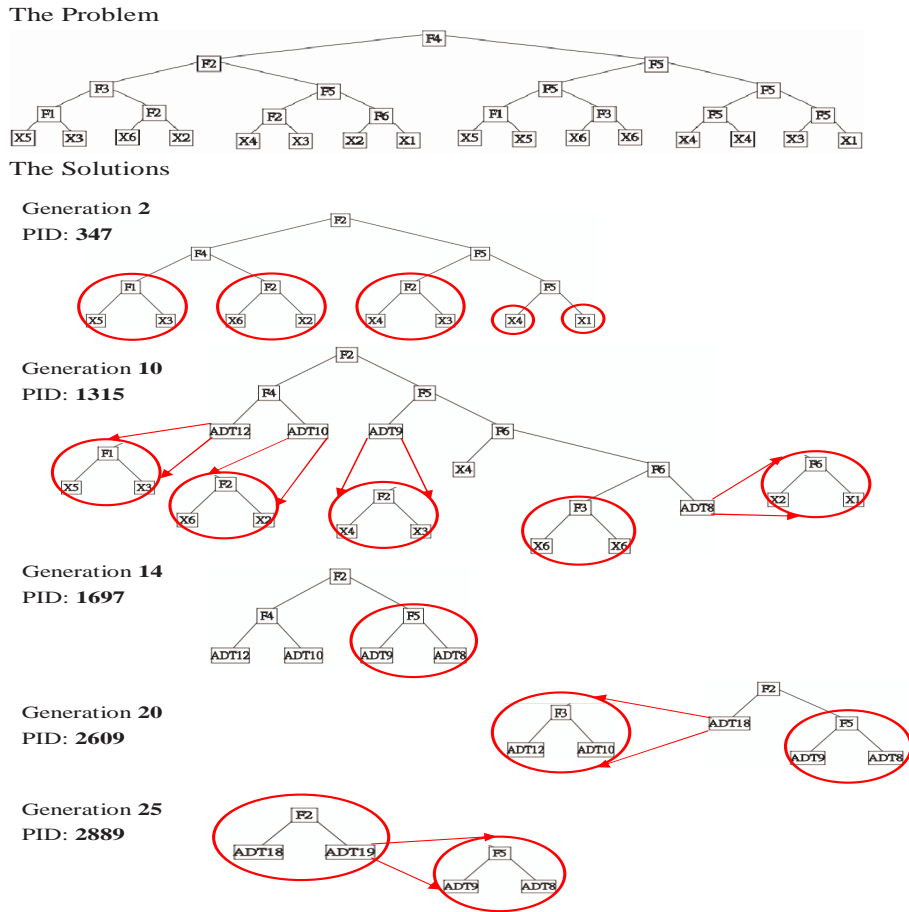 The Problem
F4
F2 F5
F3 F5 F5 F5
F1 F2 F2 F6 F1 F3 F5 F5
X5 X3 X6 X2 X4 X3 X2 X1 X5 X5 X6 X6 X4 X4 X3 X1
The Solutions
Generation 2
PID: 347
F2
F4 F5
F1 F2 F2 F5
X5 X3 X6 X2 X4 X3 X4 X1
Generation 10
PID: 1315
F2
F4 F5
ADT12 ADT10 ADT9 F6
F1 X4 F6 F6
X5 X3 F2 F2 F3 ADT8 X2 X1
X6 X2 X4 X3 X6 X6
Generation 14
PID: 1697
F2
F4 F5
ADT12 ADT10 ADT9 ADT8
Generation 20
PID: 2609
F2
F3 ADT18 F5
ADT12 ADT10 ADT9 ADT8
Generation 25
PID: 2889
F2
ADT18 ADT19 F5
ADT9 ADT8